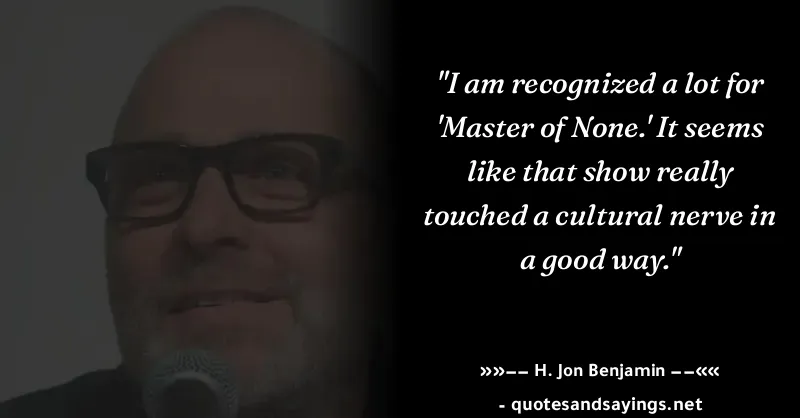 "I am recognized a lot for
'Master of None.' It seems
like that show really
touched a cultural nerve in
a good way."
»»−− H. Jon Benjamin −−««
- quotesandsayings.net